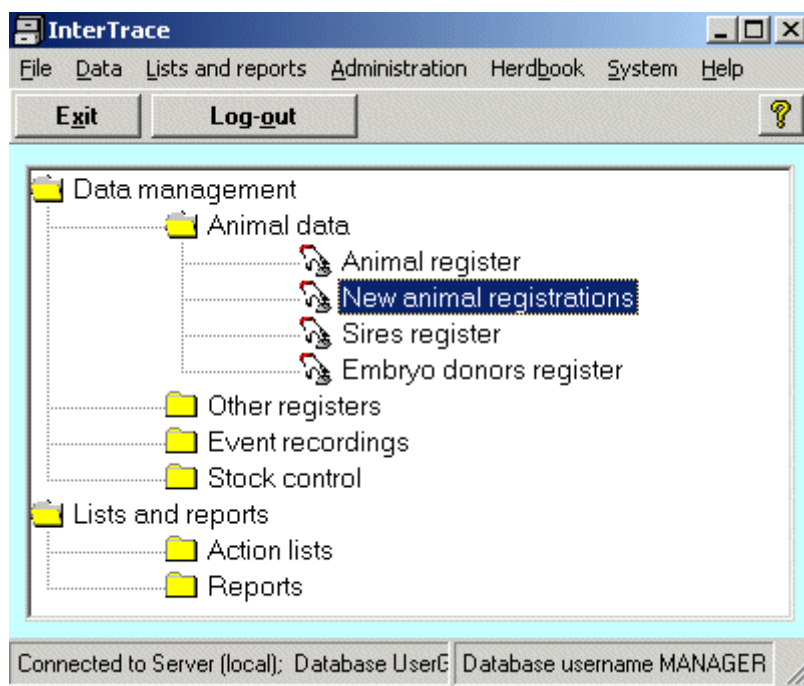 InterTrace
File Data Lists and reports Administration Herdbook System Help
Exit Log-out ?
Data management
Animal data
Animal register
New animal registrations
Sires register
Embryo donors register
Other registers
Event recordings
Stock control
Lists and reports
Action lists
Reports
Connected to Server (local); Database UserG Database username MANAGER